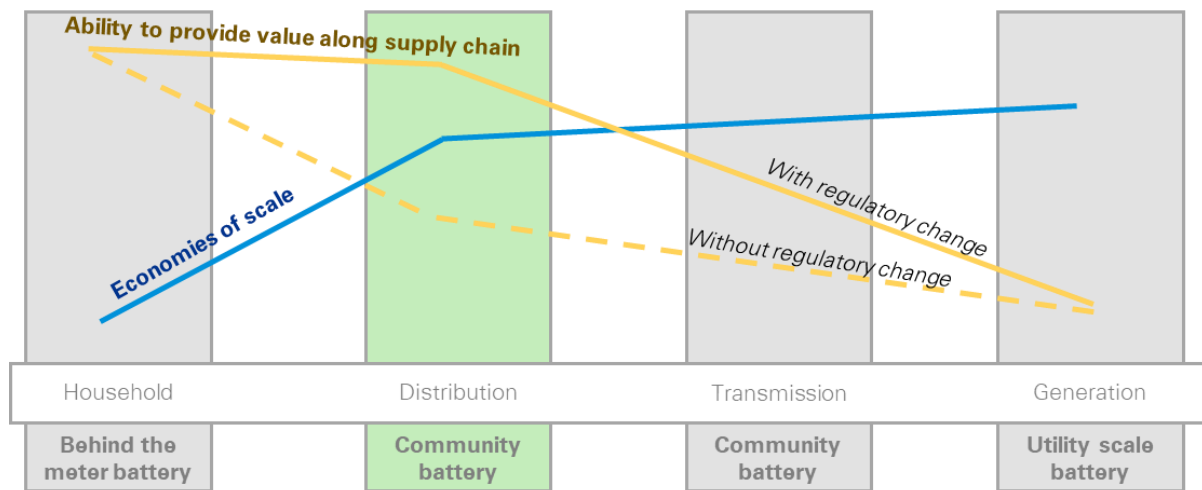 Ability to provide value along supply chain
Economies of scale
With regulatory change
Without regulatory change
Household
Distribution
Transmission
Generation
Behind the
meter battery
Community
battery
Community
battery
Utility scale
battery